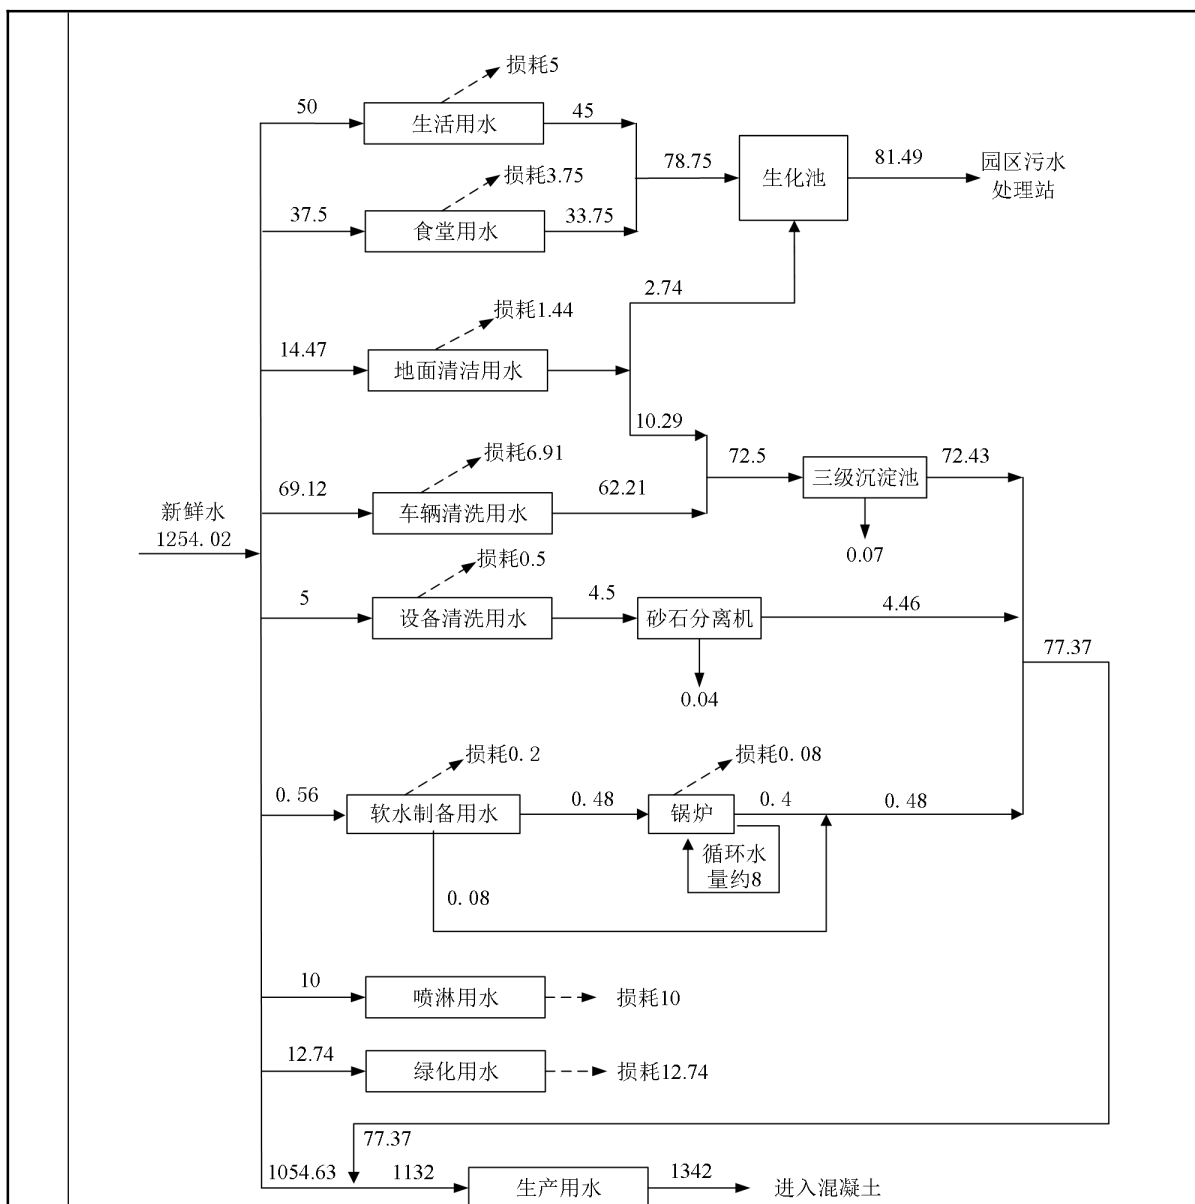 损耗5
50
生活用水
45
78.75
生化池
81.49
园区污水
处理站
损耗3.75
37.5
食堂用水
33.75
2.74
损耗1.44
14.47
地面清洁用水
10.29
损耗6.91
72.5
三级沉淀池
72.43
69.12
车辆清洗用水
62.21
新鲜水
1254.02
0.07
损耗0.5
5
设备清洗用水
4.5
砂石分离机
4.46
77.37
0.04
损耗0.2
损耗0.08
0.56
软水制备用水
0.48
锅炉
0.4
0.48
循环水
量约8
0.08
10
喷淋用水
损耗10
12.74
绿化用水
损耗12.74
77.37
1054.63
1132
生产用水
1342
进入混凝土